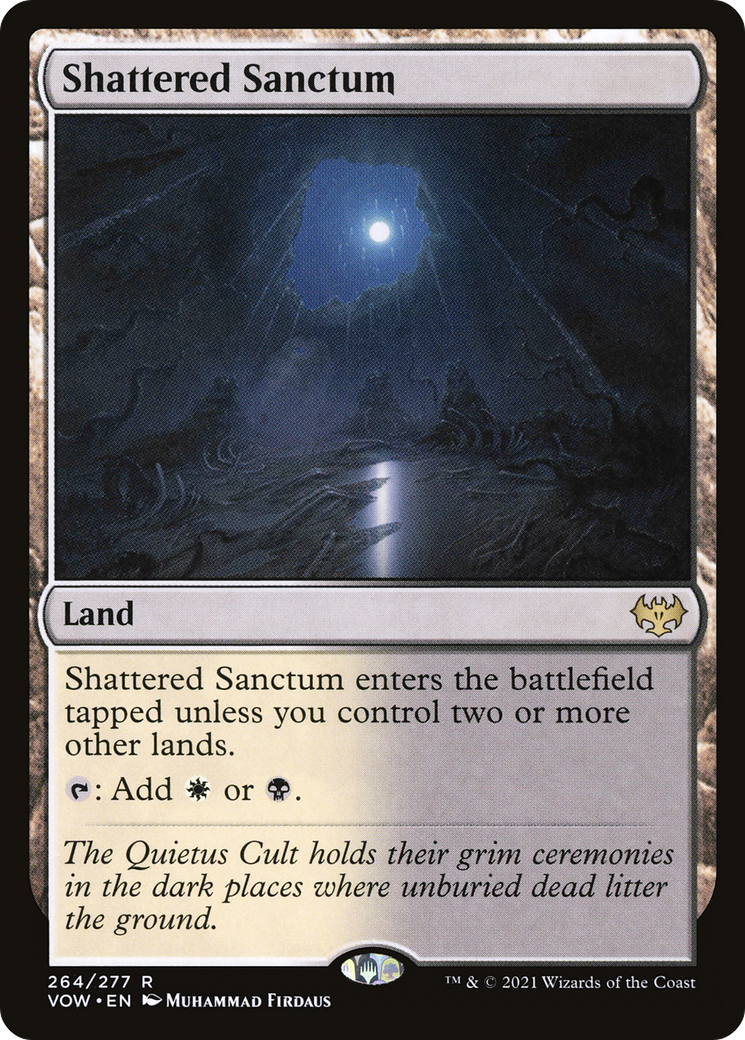 Shattered Sanctum
Land
Shattered Sanctum enters the battlefield
tapped unless you control two or more
other lands.
: Add or .
The Quietus Cult holds their grim ceremonies
in the dark places where unburied dead litter
the ground.
264/277 R
VOW • EN Muhammad Firdaus
™ & © 2021 Wizards of the Coast